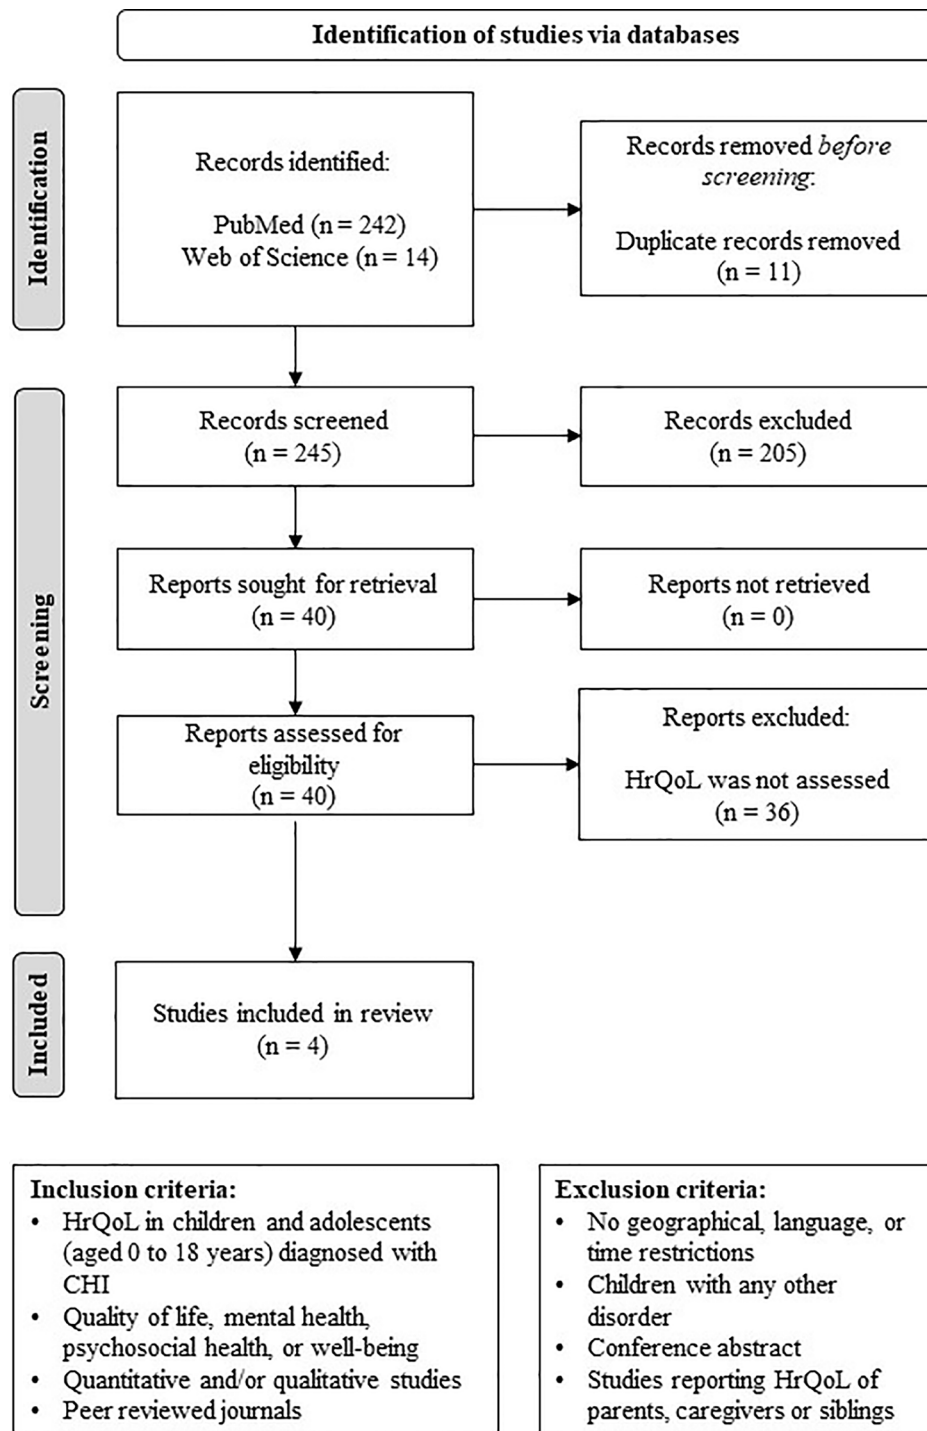 Identification of studies via databases
Identification
Records identified:
PubMed (n = 242)
Web of Science (n = 14)
Records removed before
screening:
Duplicate records removed
(n = 11)
Screening
Records screened
(n = 245)
Records excluded
(n = 205)
Reports sought for retrieval
(n = 40)
Reports not retrieved
(n = 0)
Reports assessed for
eligibility
(n = 40)
Reports excluded:
HrQoL was not assessed
(n = 36)
Included
Studies included in review
(n = 4)
Inclusion criteria:
• HrQoL in children and adolescents
(aged 0 to 18 years) diagnosed with
CHI
• Quality of life, mental health,
psychosocial health, or well-being
• Quantitative and/or qualitative studies
• Peer reviewed journals
Exclusion criteria:
• No geographical, language, or
time restrictions
• Children with any other
disorder
• Conference abstract
• Studies reporting HrQoL of
parents, caregivers or siblings